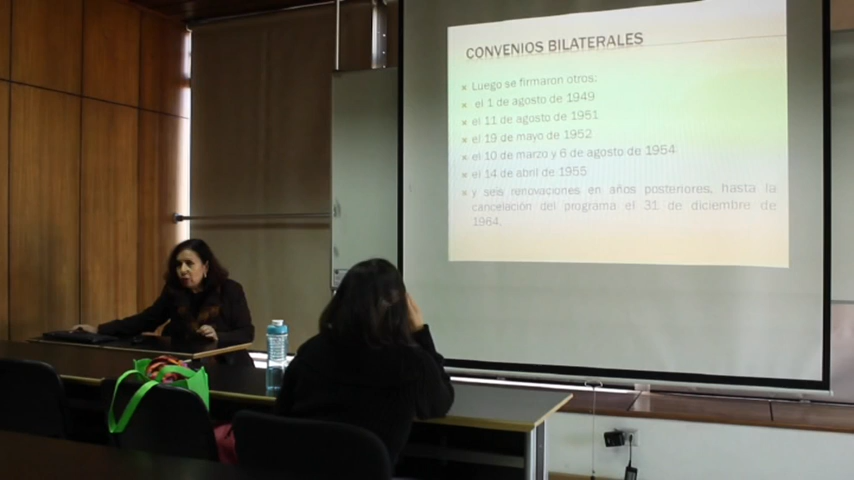 CONVENIOS BILATERALES
Luego se firmaron otros:
el 1 de agosto de 1949
el 11 de agosto de 1951
el 19 de mayo de 1952
el 10 de marzo y 6 de agosto de 1954
el 14 de abril de 1955
y seis renovaciones en años posteriores, hasta la
cancelación del programa el 31 de diciembre de
1964.